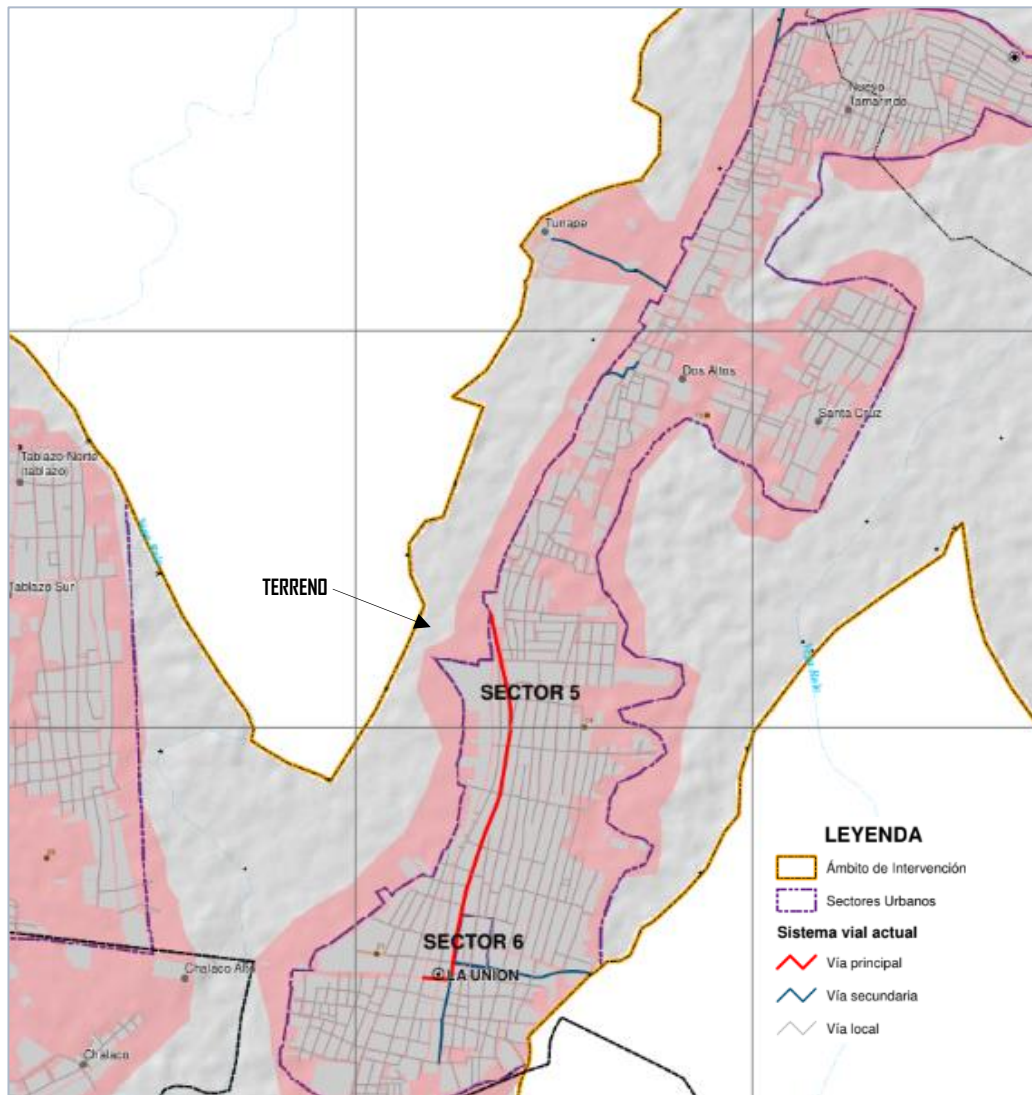 Nuevo
Tamarindo
Tunape
Dos Altos
Santa Cruz
Tablazo Norte
(tablazo)
Tablazo Sur
TERRENO
SECTOR 5
SECTOR 6
LA UNION
Chalaco Alto
Chalaco
LEYENDA
Ámbito de Intervención
Sectores Urbanos
Sistema vial actual
Vía principal
Vía secundaria
Vía local